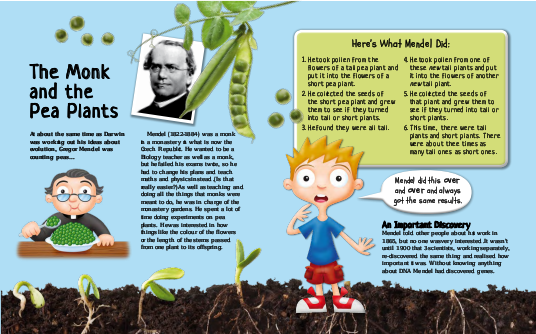 The Monk
and the
Pea Plants
At about the same time as Darwin
was working out his ideas about
evolution, Gregor Mendel was
counting peas...
Mendel (1822-1884) was a monk
in a monastery in what is now the
Czech Republic. He wanted to be a
Biology teacher as well as a monk,
but he failed his exams twice, so he
had to change his plans and teach
maths and physics instead. (Is that
really easier?) As well as teaching and
doing all the things that monks were
meant to do, he was in charge of the
monastery gardens. He spent a lot of
time doing experiments on pea
plants. He was interested in how
things like the colour of the flowers
or the length of the stems passed
from one plant to its offspring.
Here's What Mendel Did:
1. He took pollen from the
flowers of a tall pea plant and
put it into the flowers of a
short pea plant.
2. He collected the seeds
of the short pea plant and grew
them to see if they turned
into tall or short plants.
3. He found they were all tall.
4. He took pollen from one of
these new tall plants and put
it into the flowers of another
new tall plant.
5. He collected the seeds of
that plant and grew them to
see if they turned into tall or
short plants.
6. This time, there were tall
plants and short plants. There
were about three times as
many tall ones as short ones.
Mendel did this over
and over and always
got the same results.
An Important Discovery
Mendel told other people about his work in
1865, but no one was very interested. It wasn't
until 1900 that 3 scientists, working separately,
re-discovered the same thing and realised how
important it was. Without knowing anything
about DNA Mendel had discovered genes.